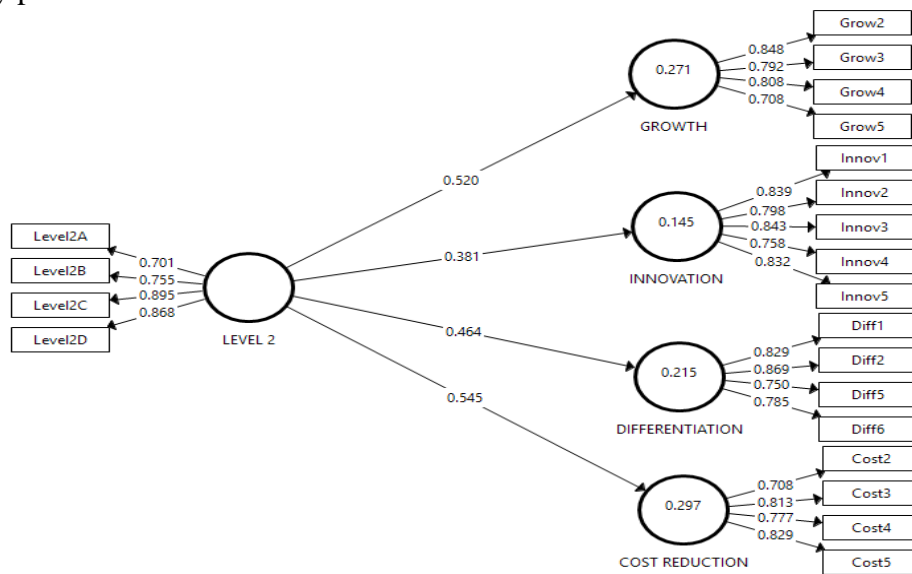 Grow2
0.848
0.792
Grow3
0.271
0.808
Grow4
0.708
GROWTH
Grow5
Innov1
0.520
0.839
Innov2
0.798
0.145
0.843
Innov3
0.758
Innov4
0.832
INNOVATION
Innov5
Level2A
0.701
Level2B
0.755
0.381
0.895
Level2C
0.868
Level2D
LEVEL 2
0.464
Diff1
0.829
0.869
Diff2
0.215
0.750
Diff5
0.785
DIFFERENTIATION
Diff6
0.545
Cost2
0.708
0.813
Cost3
0.297
0.777
Cost4
0.829
COST REDUCTION
Cost5